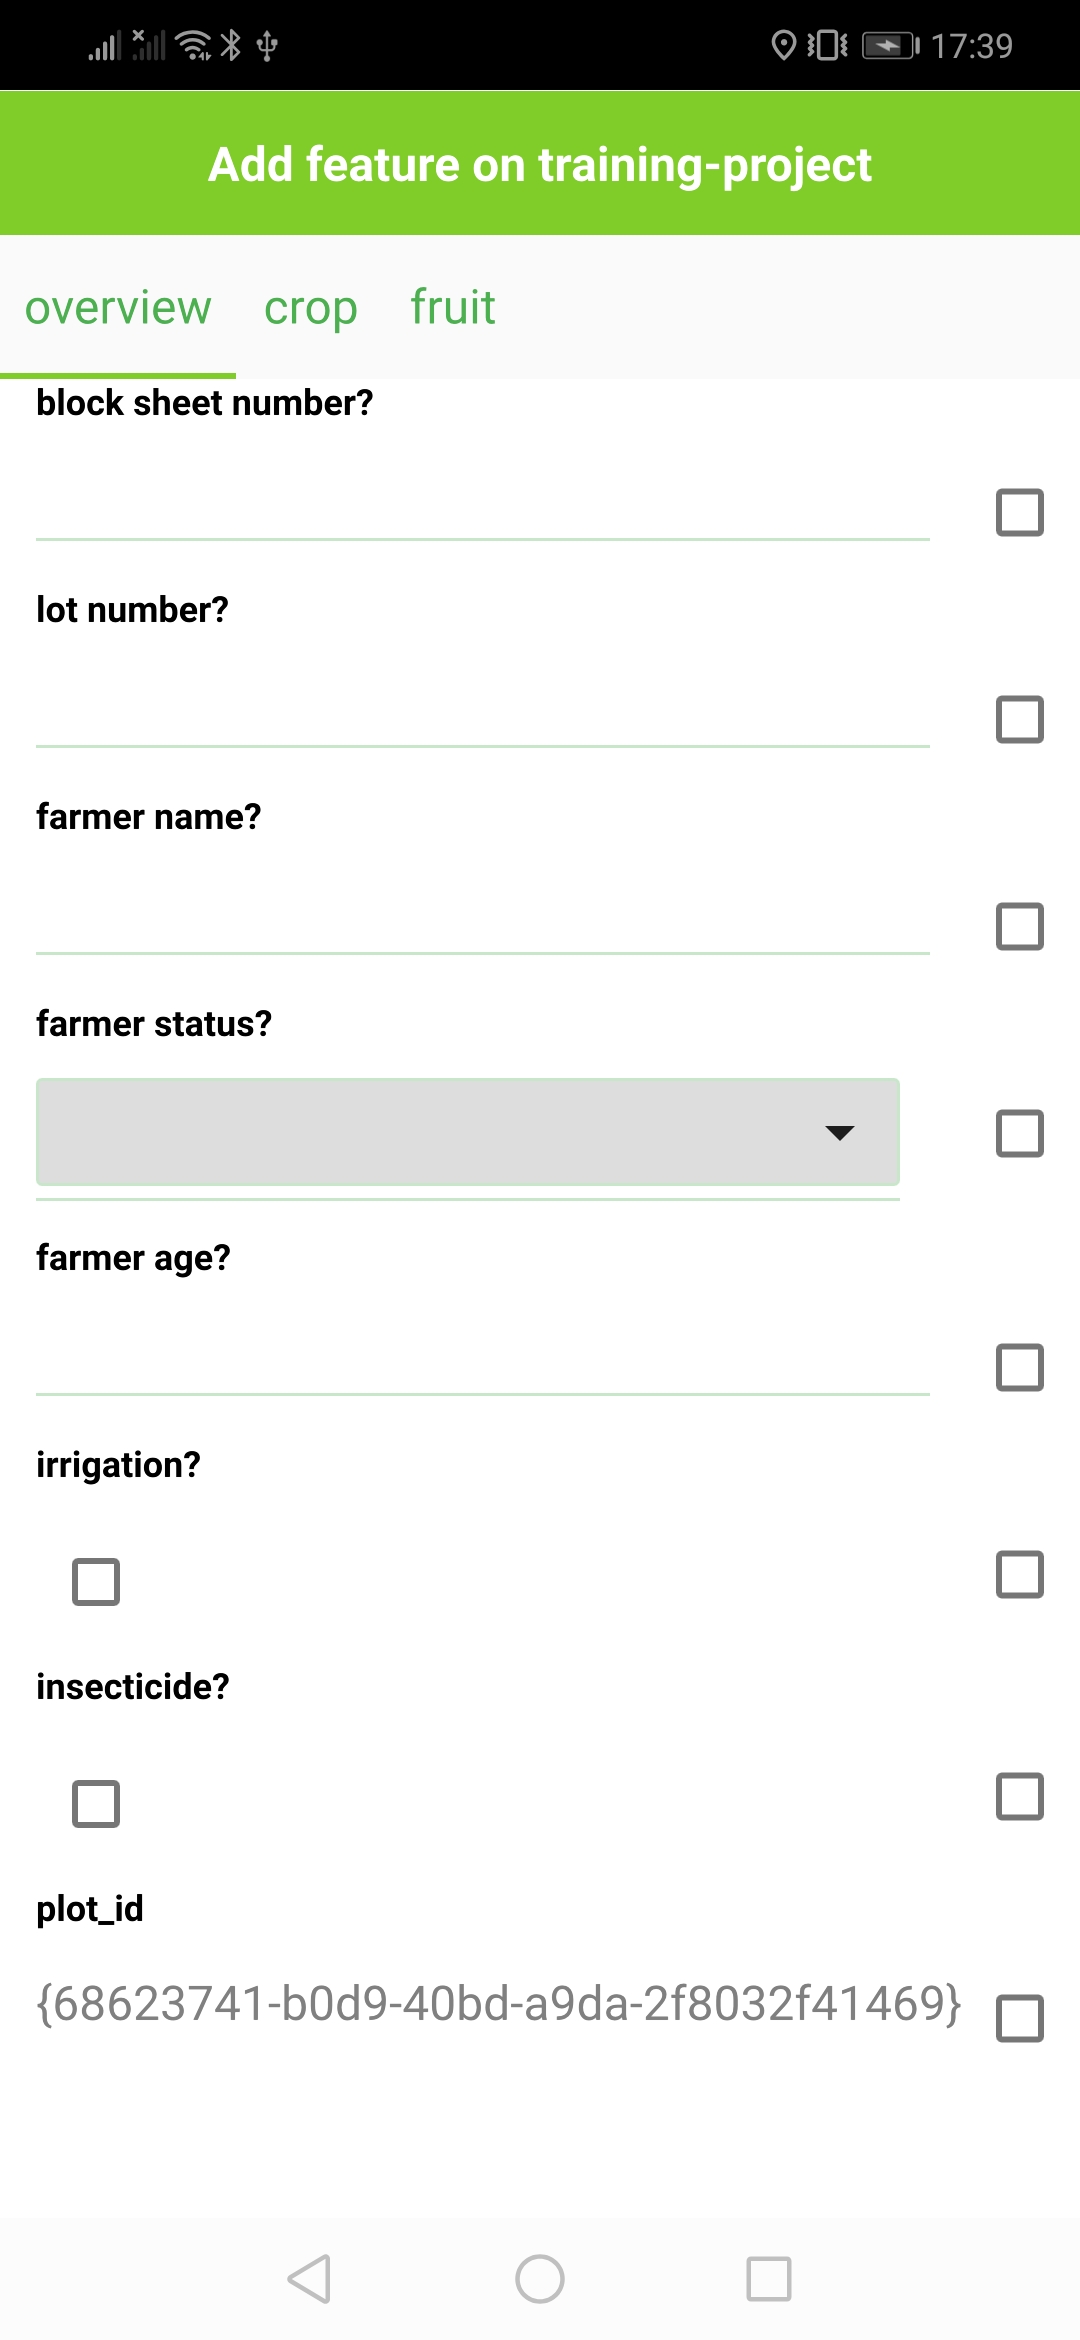 17:39
Add feature on training-project
overview crop fruit
block sheet number?
lot number?
farmer name?
farmer status?
farmer age?
irrigation?
insecticide?
plot_id
{68623741-b0d9-40bd-a9da-2f8032f41469}